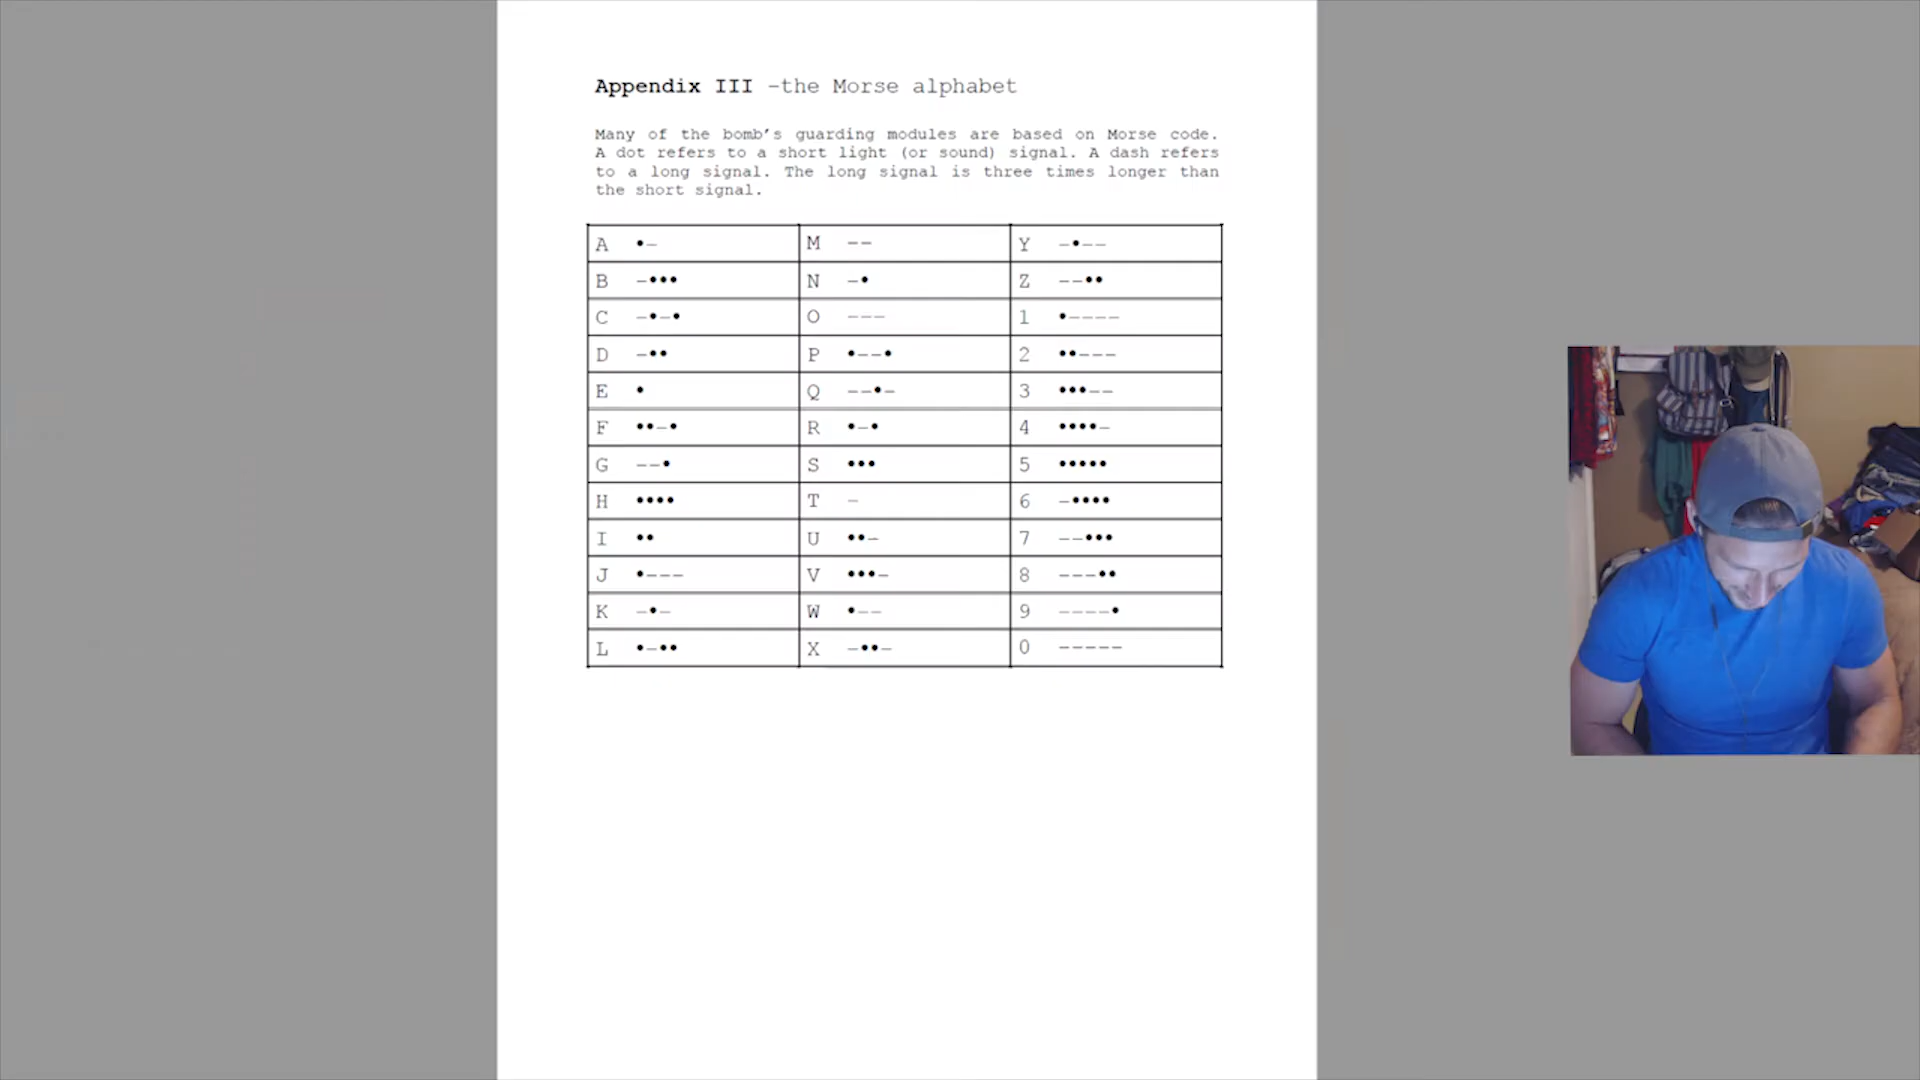 Appendix III –the Morse alphabet
Many of the bomb’s guarding modules are based on Morse code.
A dot refers to a short light (or sound) signal. A dash refers
to a long signal. The long signal is three times longer than
the short signal.
A •– M –– Y –•––
B –••• N –• Z ––••
C –•–• O ––– 1 •––––
D –•• P •––• 2 ••–––
E • Q ––•– 3 •••––
F ••–• R •–• 4 ••••–
G ––• S ••• 5 •••••
H •••• T – 6 –••••
I •• U ••– 7 ––•••
J •––– V •••– 8 –––••
K –•– W •–– 9 ––––•
L •–•• X –••– 0 –––––